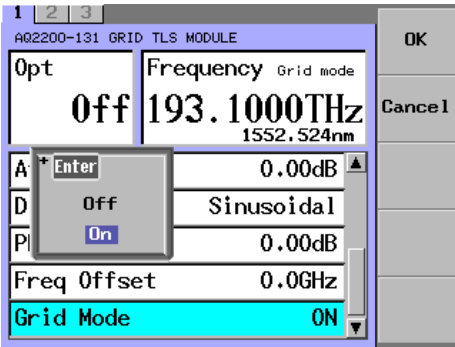 1 2 3
AQ2200-131 GRID TLS MODULE
OK
Opt
Frequency Grid mode
Off
193.1000THz
1552.524nm
Cancel
A
0.00dB
Enter
Off
On
D
Sinusoidal
0.00dB
Freq Offset
0.0GHz
Grid Mode
ON